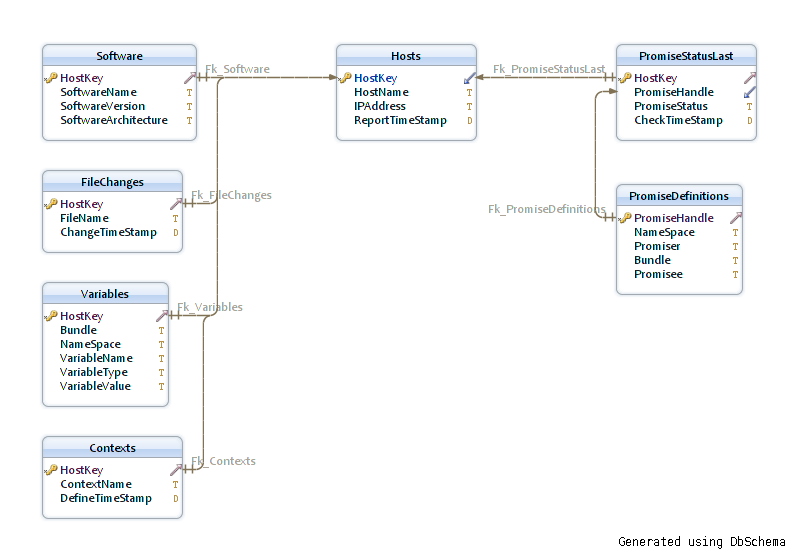 Software
HostKey
SoftwareName T
SoftwareVersion T
SoftwareArchitecture T
Fk_Software
Hosts
HostKey
HostName T
IPAddress T
ReportTimeStamp D
Fk_PromiseStatusLast
PromiseStatusLast
HostKey
PromiseHandle
PromiseStatus T
CheckTimeStamp D
FileChanges
HostKey
FileName T
ChangeTimeStamp D
Fk_FileChanges
Fk_PromiseDefinitions
PromiseDefinitions
PromiseHandle
NameSpace T
Promiser T
Bundle T
Promisee T
Variables
HostKey
Bundle T
NameSpace T
VariableName T
VariableType T
VariableValue T
Fk_Variables
Contexts
HostKey
ContextName T
DefineTimeStamp D
Fk_Contexts
Generated using DbSchema